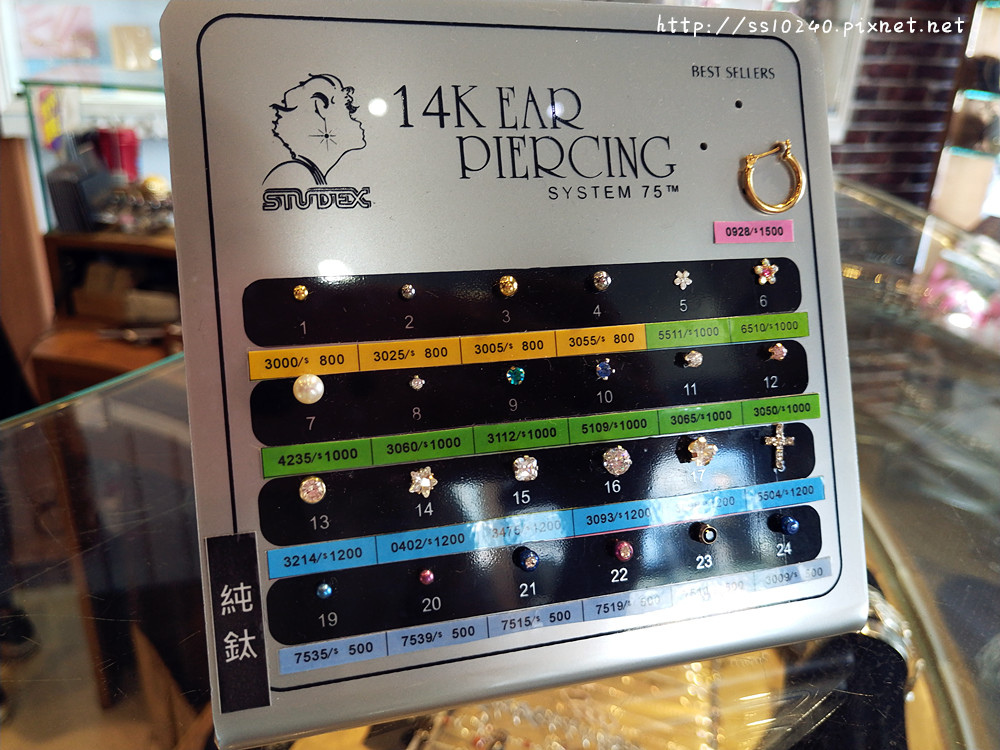 http://ss10240.pixnet.net
BEST SELLERS
14K EAR
PIERCING
SYSTEM 75™
STUDEX
0928/$1500
1 2 3 4 5 6
3000/$ 800 3025/$ 800 3005/$ 800 3055/$ 800 5511/$1000 6510/$1000
7 8 9 10 11 12
4235/$1000 3060/$1000 3112/$1000 5109/$1000 3065/$1000 3050/$1000
13 14 15 16 17
3214/$1200 0402/$1200 3093/$1200 5504/$1200
19 20 21 22 23 24
7535/$ 500 7539/$ 500 7515/$ 500 7519/$ 500 3009/$ 500
純鈦